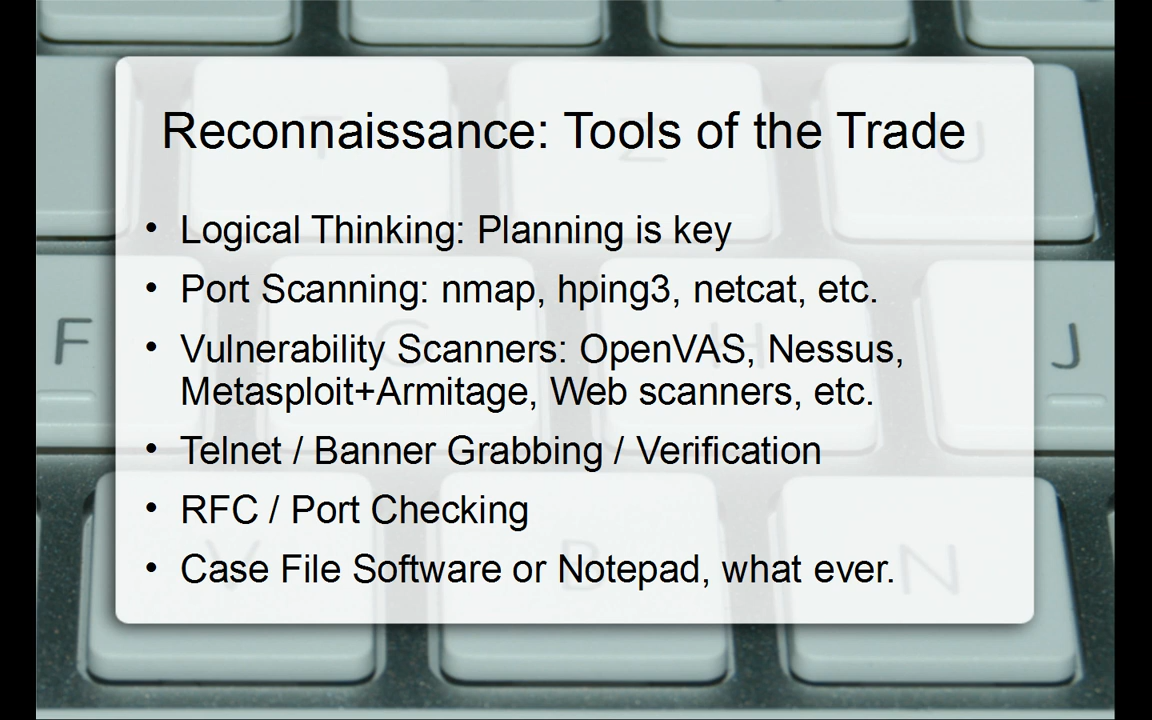 Reconnaissance: Tools of the Trade
• Logical Thinking: Planning is key
• Port Scanning: nmap, hping3, netcat, etc.
• Vulnerability Scanners: OpenVAS, Nessus,
Metasploit+Armitage, Web scanners, etc.
• Telnet / Banner Grabbing / Verification
• RFC / Port Checking
• Case File Software or Notepad, what ever.
T
Z
U
F
G
H
J
V
B
N